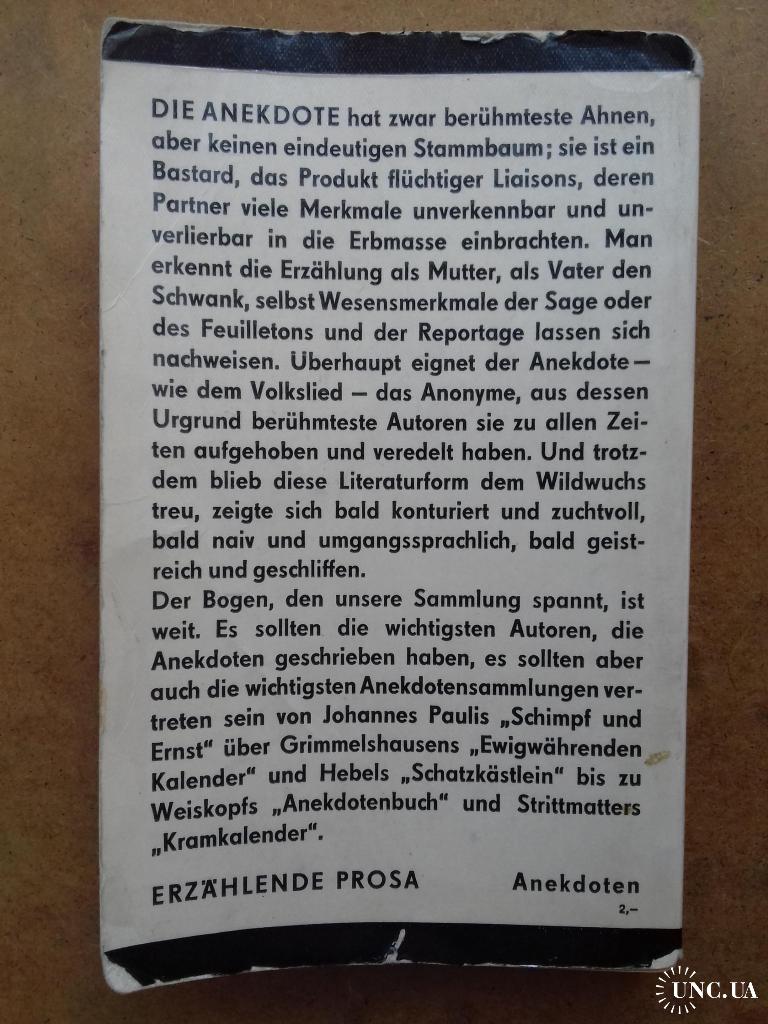 DIE ANEKDOTE hat zwar berühmteste Ahnen,
aber keinen eindeutigen Stammbaum; sie ist ein
Bastard, das Produkt flüchtiger Liaisons, deren
Partner viele Merkmale unverkennbar und un-
verlierbar in die Erbmasse einbrachten. Man
erkennt die Erzählung als Mutter, als Vater den
Schwank, selbst Wesensmerkmale der Sage oder
des Feuilletons und der Reportage lassen sich
nachweisen. Überhaupt eignet der Anekdote —
wie dem Volkslied — das Anonyme, aus dessen
Urgrund berühmteste Autoren sie zu allen Zei-
ten aufgehoben und veredelt haben. Und trotz-
dem blieb diese Literaturform dem Wildwuchs
treu, zeigte sich bald konturiert und zuchtvoll,
bald naiv und umgangssprachlich, bald geist-
reich und geschliffen.
Der Bogen, den unsere Sammlung spannt, ist
weit. Es sollten die wichtigsten Autoren, die
Anekdoten geschrieben haben, es sollten aber
auch die wichtigsten Anekdotensammlungen ver-
treten sein von Johannes Paulis „Schimpf und
Ernst“ über Grimmelshausens „Ewigwährenden
Kalender“ und Hebels „Schatzkästlein“ bis zu
Weiskopfs „Anekdotenbuch“ und Strittmatters
„Kramkalender“.
ERZÄHLENDE PROSA Anekdoten
2,—
UNC.UA